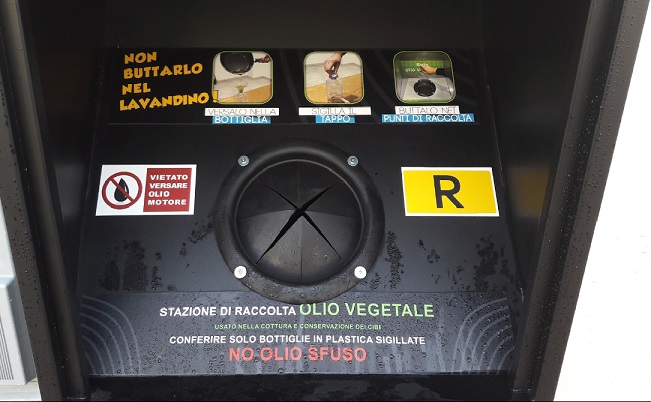 NON
BUTTARLO
NEL
LAVANDINO!
VERSALO NELLA
BOTTIGLIA
SIGILLA IL
TAPPO
BUTTALO NEI
PUNTI DI RACCOLTA
VIETATO
VERSARE
OLIO
MOTORE
R
STAZIONE DI RACCOLTA OLIO VEGETALE
USATO NELLA COTTURA E CONSERVAZIONE DEI CIBI
CONFERIRE SOLO BOTTIGLIE IN PLASTICA SIGILLATE
NO OLIO SFUSO